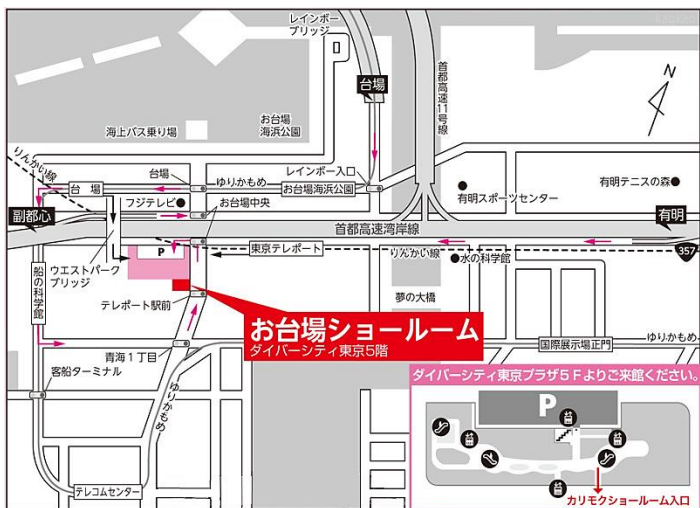 レインボー
ブリッジ
台場
首都高速11号線
N
海上バス乗り場
お台場
海浜公園
りんかい線
台場
台場
ゆりかもめ
レインボー入口
お台場海浜公園
ゆりかもめ
有明スポーツセンター
有明テニスの森
フジテレビ
お台場中央
副都心
首都高速湾岸線
有明
P
東京テレポート
りんかい線
水の科学館
357
ウエストパーク
ブリッジ
船の科学館
テレポート駅前
夢の大橋
お台場ショールーム
ダイバーシティ東京5階
青海1丁目
国際展示場正門
ゆりかもめ
客船ターミナル
ゆりかもめ
テレコムセンター
ダイバーシティ東京プラザ5Fよりご来館ください。
P
カリモクショールーム入口